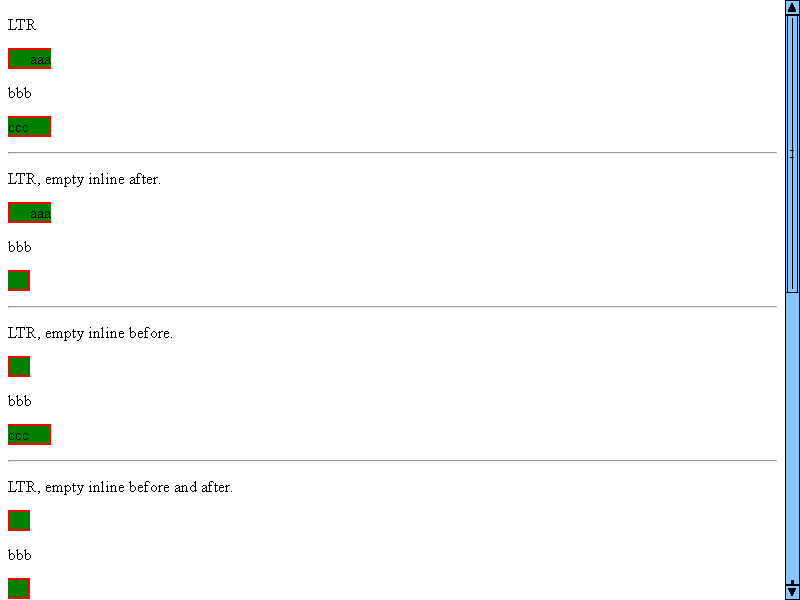 LTR
aaa
bbb
ccc
LTR, empty inline after.
aaa
bbb
LTR, empty inline before.
bbb
ccc
LTR, empty inline before and after.
bbb